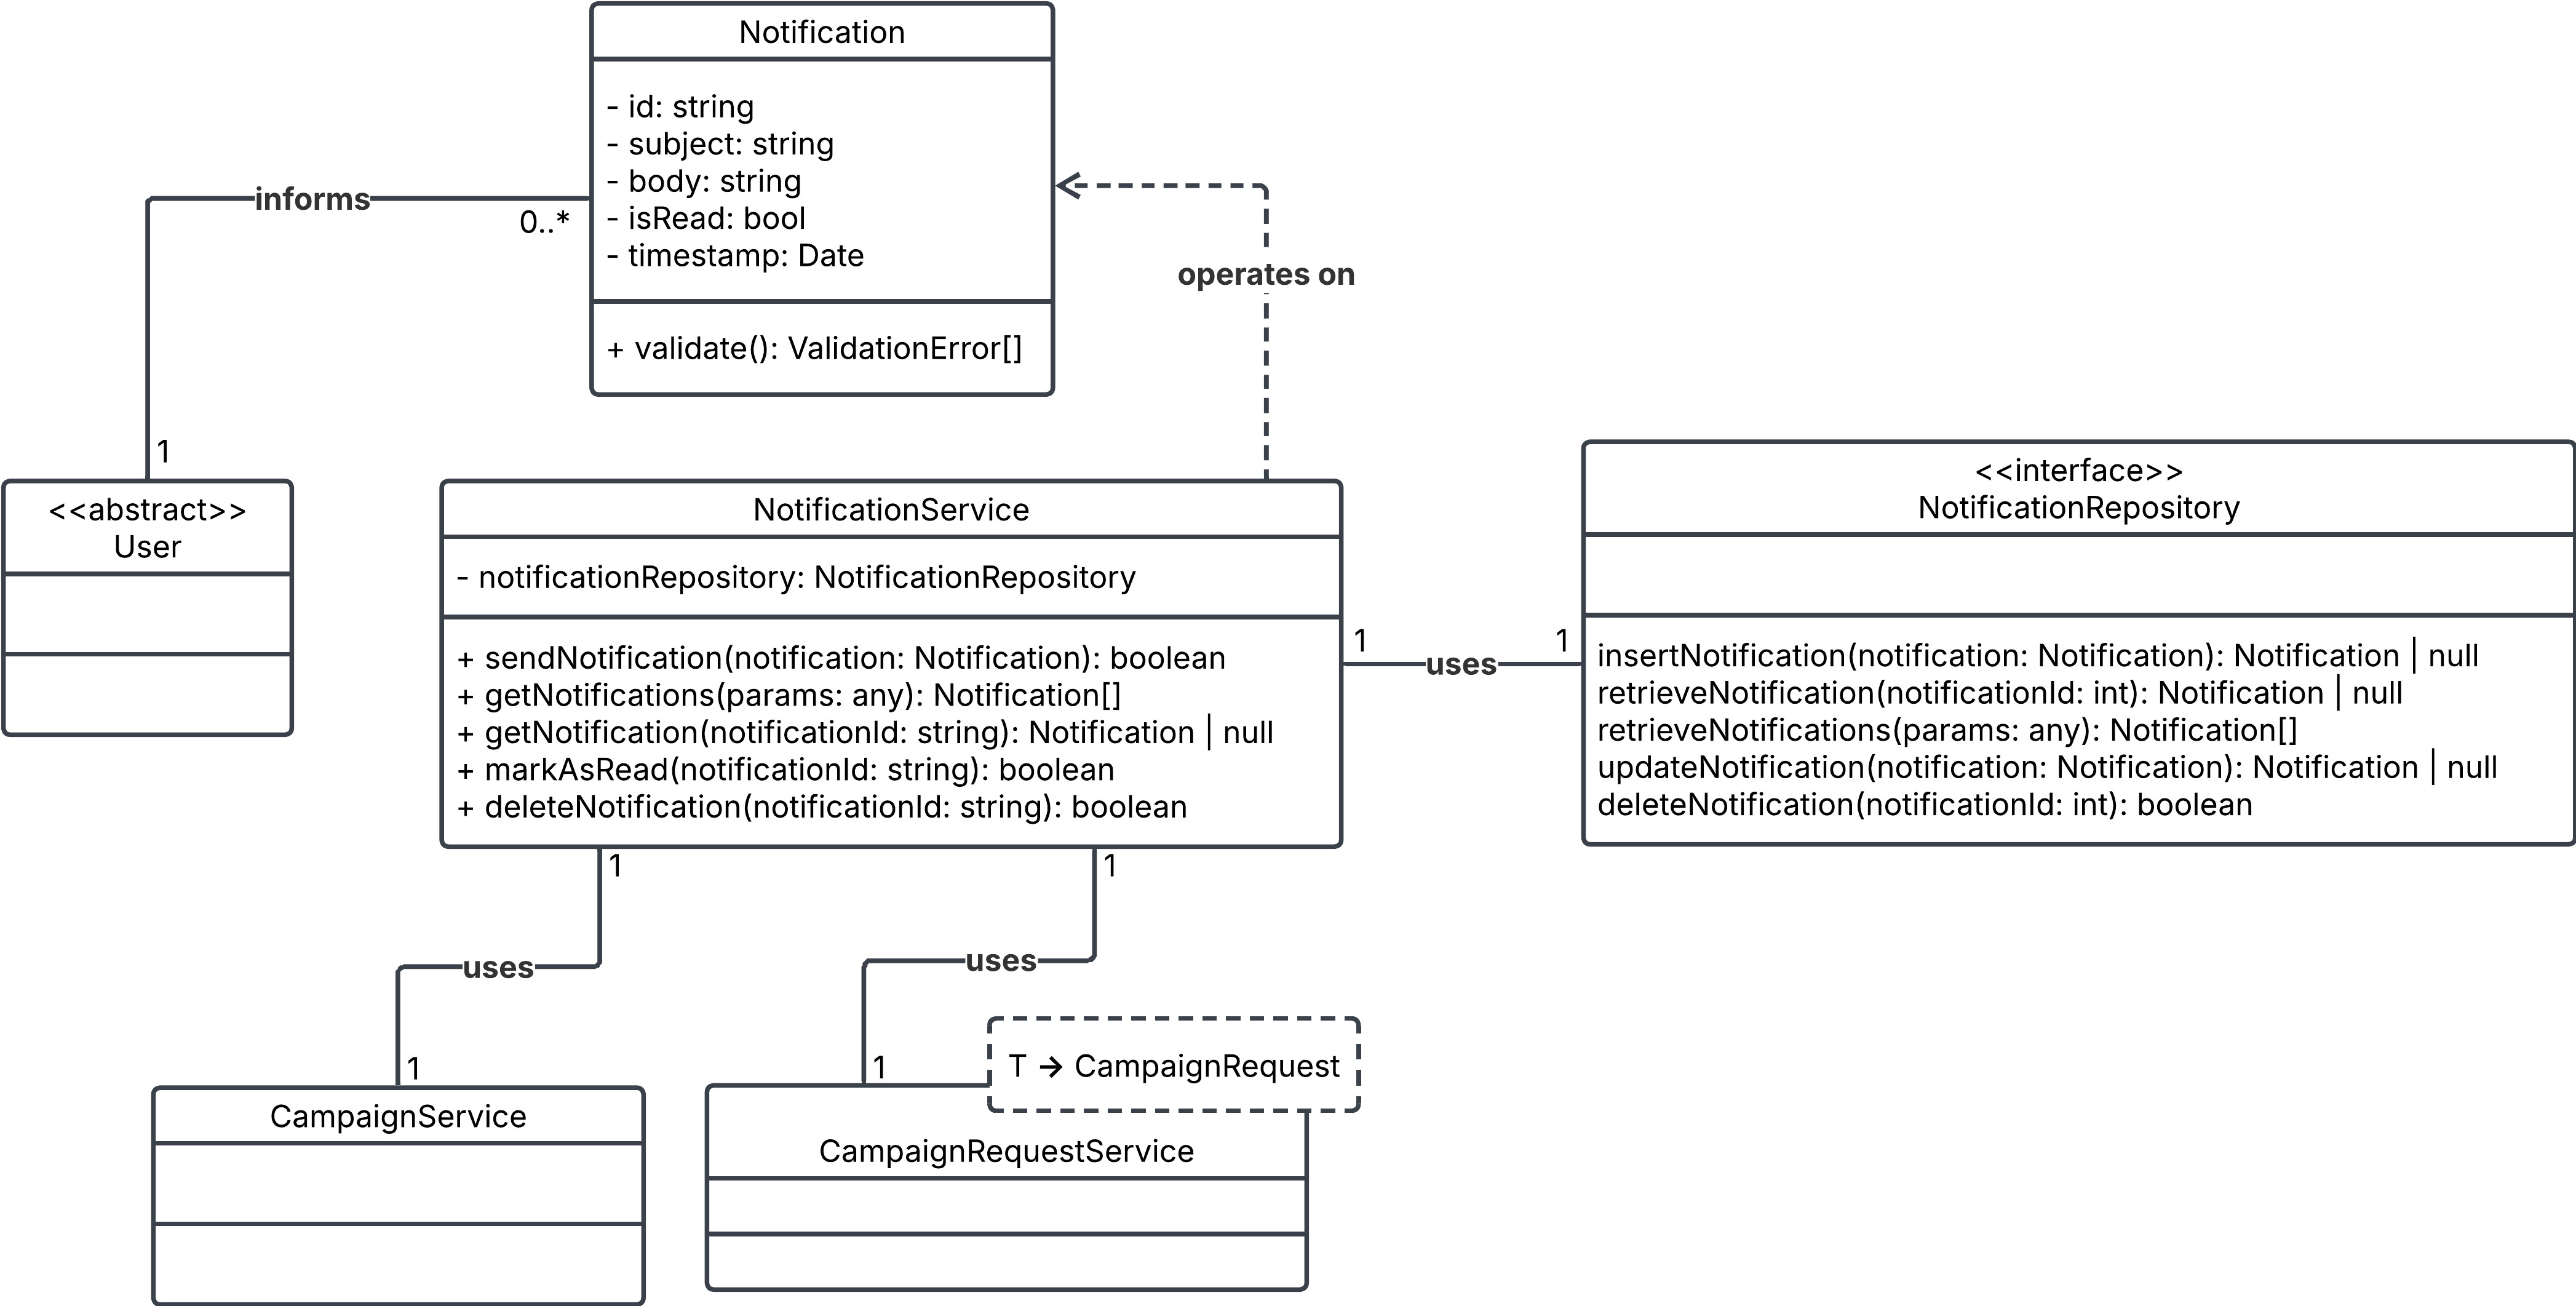 Notification
- id: string
- subject: string
- body: string
- isRead: bool
- timestamp: Date
+ validate(): ValidationError[]
informs
0..*
1
operates on
<<abstract>>
User
NotificationService
- notificationRepository: NotificationRepository
+ sendNotification(notification: Notification): boolean
+ getNotifications(params: any): Notification[]
+ getNotification(notificationId: string): Notification | null
+ markAsRead(notificationId: string): boolean
+ deleteNotification(notificationId: string): boolean
1
uses
1
<<interface>>
NotificationRepository
insertNotification(notification: Notification): Notification | null
retrieveNotification(notificationId: int): Notification | null
retrieveNotifications(params: any): Notification[]
updateNotification(notification: Notification): Notification | null
deleteNotification(notificationId: int): boolean
1
uses
1
1
uses
1
CampaignService
T → CampaignRequest
CampaignRequestService